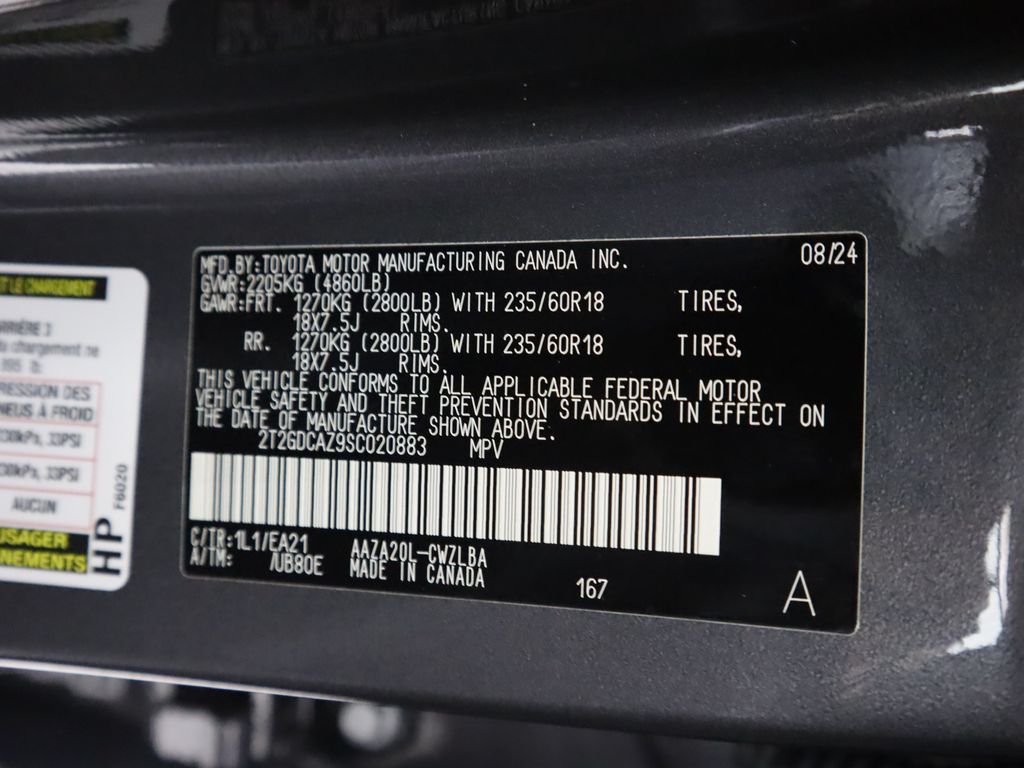 T LE CHARGEMENT
ARRIÈRE 3
chargement ne
lb.
RESSION DES
NEUS À FROID
230kPa, 33PSI
230kPa, 33PSI
AUCUN
USAGER
NEMENTS
HP
F6020
MFD.BY:TOYOTA MOTOR MANUFACTURING CANADA INC. 08/24
GVWR:2205KG (4860LB)
GAWR:FRT. 1270KG (2800LB) WITH 235/60R18 TIRES,
18X7.5J RIMS.
RR. 1270KG (2800LB) WITH 235/60R18 TIRES,
18X7.5J RIMS.
THIS VEHICLE CONFORMS TO ALL APPLICABLE FEDERAL MOTOR
VEHICLE SAFETY AND THEFT PREVENTION STANDARDS IN EFFECT ON
THE DATE OF MANUFACTURE SHOWN ABOVE.
2T2GDCAZ9SC020883 MPV
C/TR:1L1/EA21 AAZA20L-CWZLBA
A/TM: /UB80E MADE IN CANADA
167
A